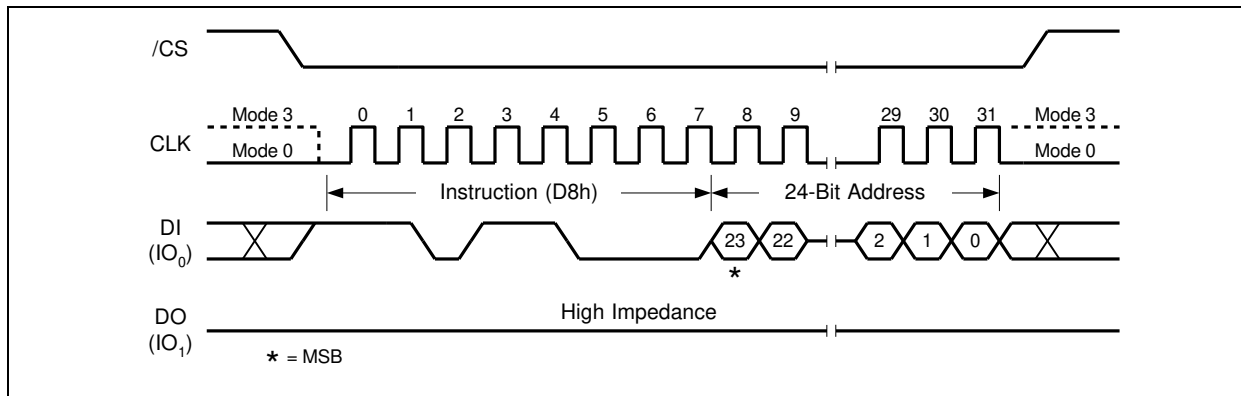 /CS
Mode 3 0 1 2 3 4 5 6 7 8 9 29 30 31 Mode 3
CLK
Mode 0 Mode 0
Instruction (D8h) 24-Bit Address
DI
(IO₀)
23 22 2 1 0
*
High Impedance
DO
(IO₁)
* = MSB